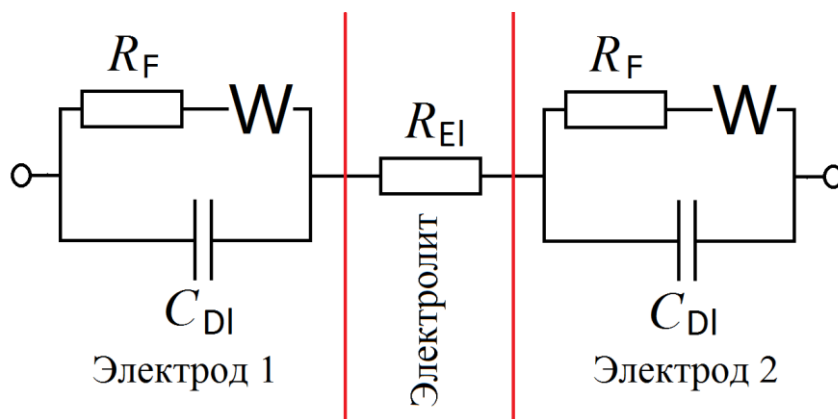 R_F W
C_Dl
Электрод 1
R_El
Электролит
R_F W
C_Dl
Электрод 2